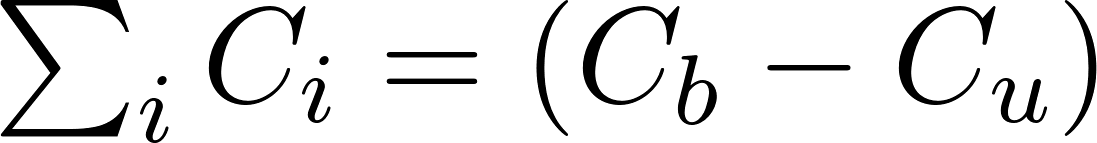 ∑_i C_i = (C_b − C_u)